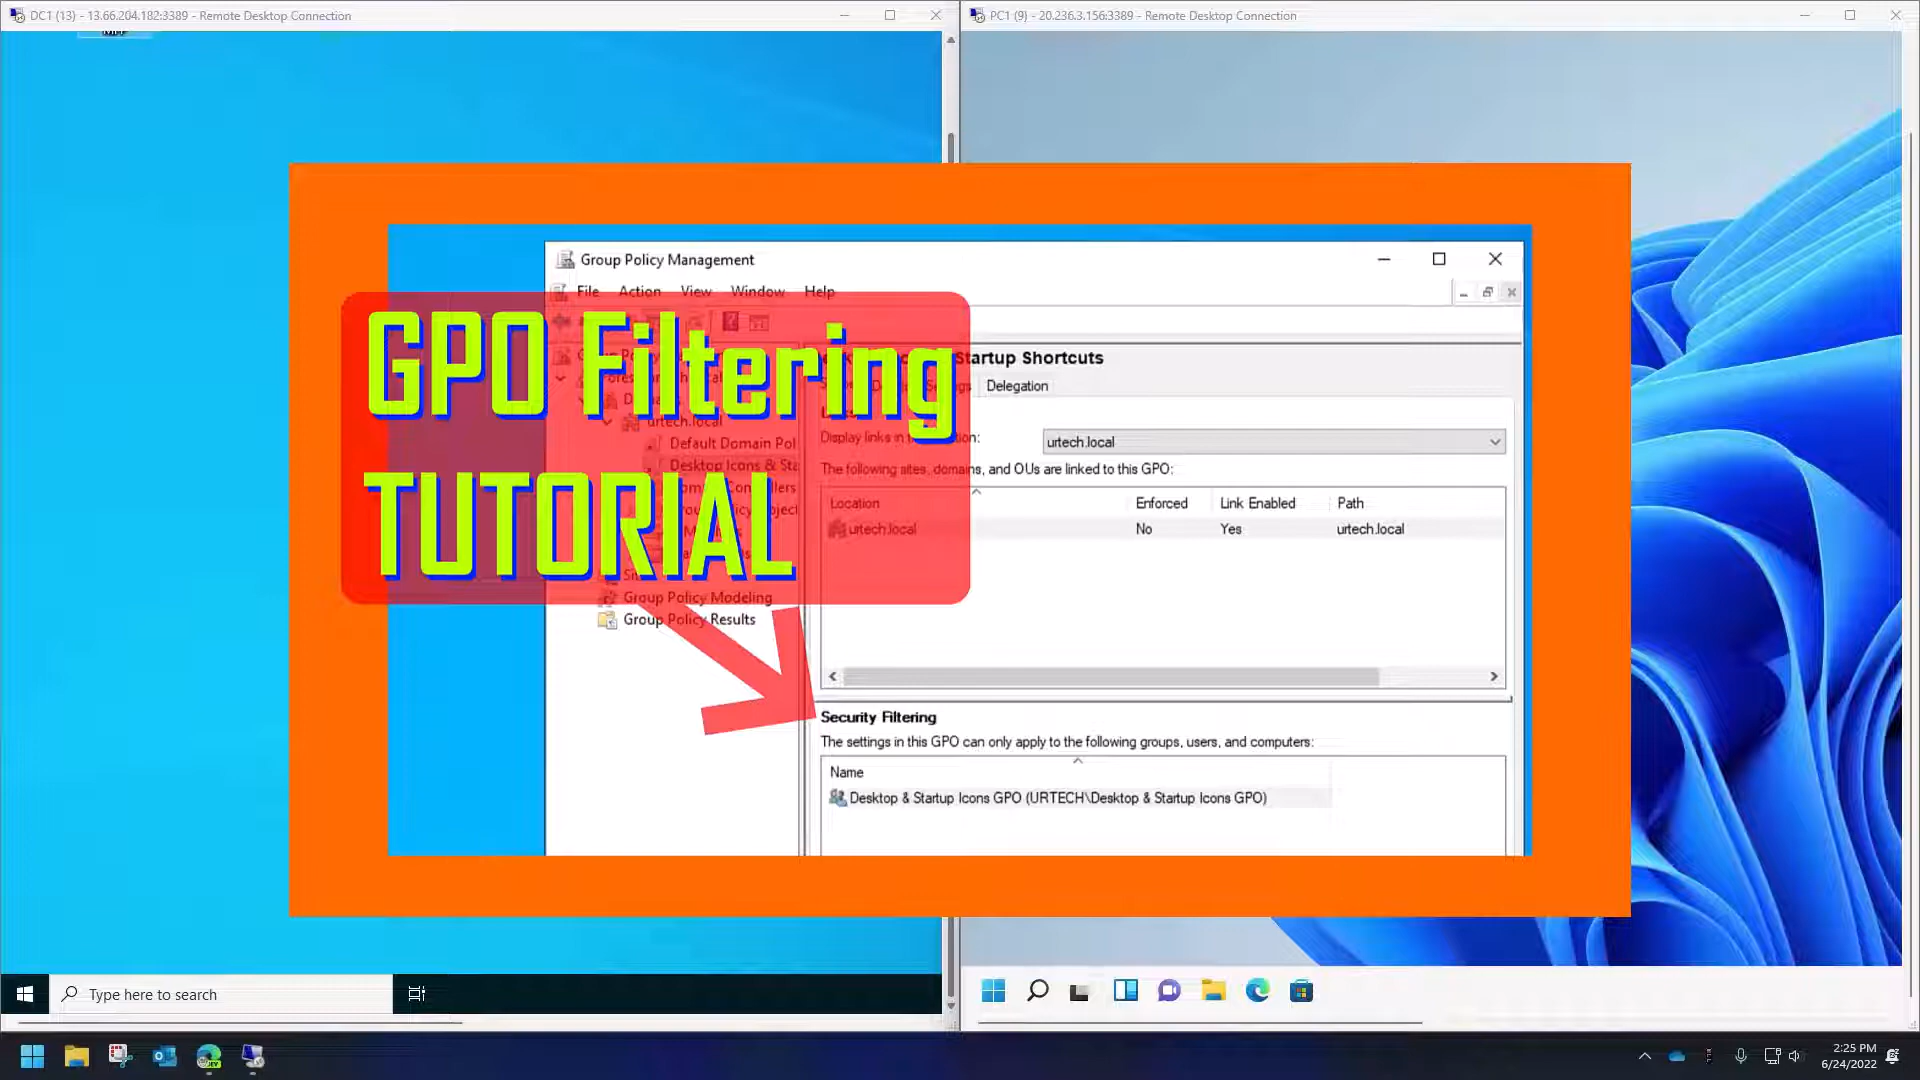 DC1 (13) - 13.66.204.182:3389 - Remote Desktop Connection
PC1 (9) - 20.236.3.156:3389 - Remote Desktop Connection
Group Policy Management
File Action View Window Help
GPO Filtering
TUTORIAL
Startup Shortcuts
Delegation
urtech.local
Default Domain Pol
Desktop Icons & Sta
Group Policy Modeling
Group Policy Results
Display links in
urtech.local
The following sites, domains, and OUs are linked to this GPO:
Location Enforced Link Enabled Path
urtech.local No Yes urtech.local
Security Filtering
The settings in this GPO can only apply to the following groups, users, and computers:
Name
Desktop & Startup Icons GPO (URTECH\Desktop & Startup Icons GPO)
Type here to search
2:25 PM
6/24/2022